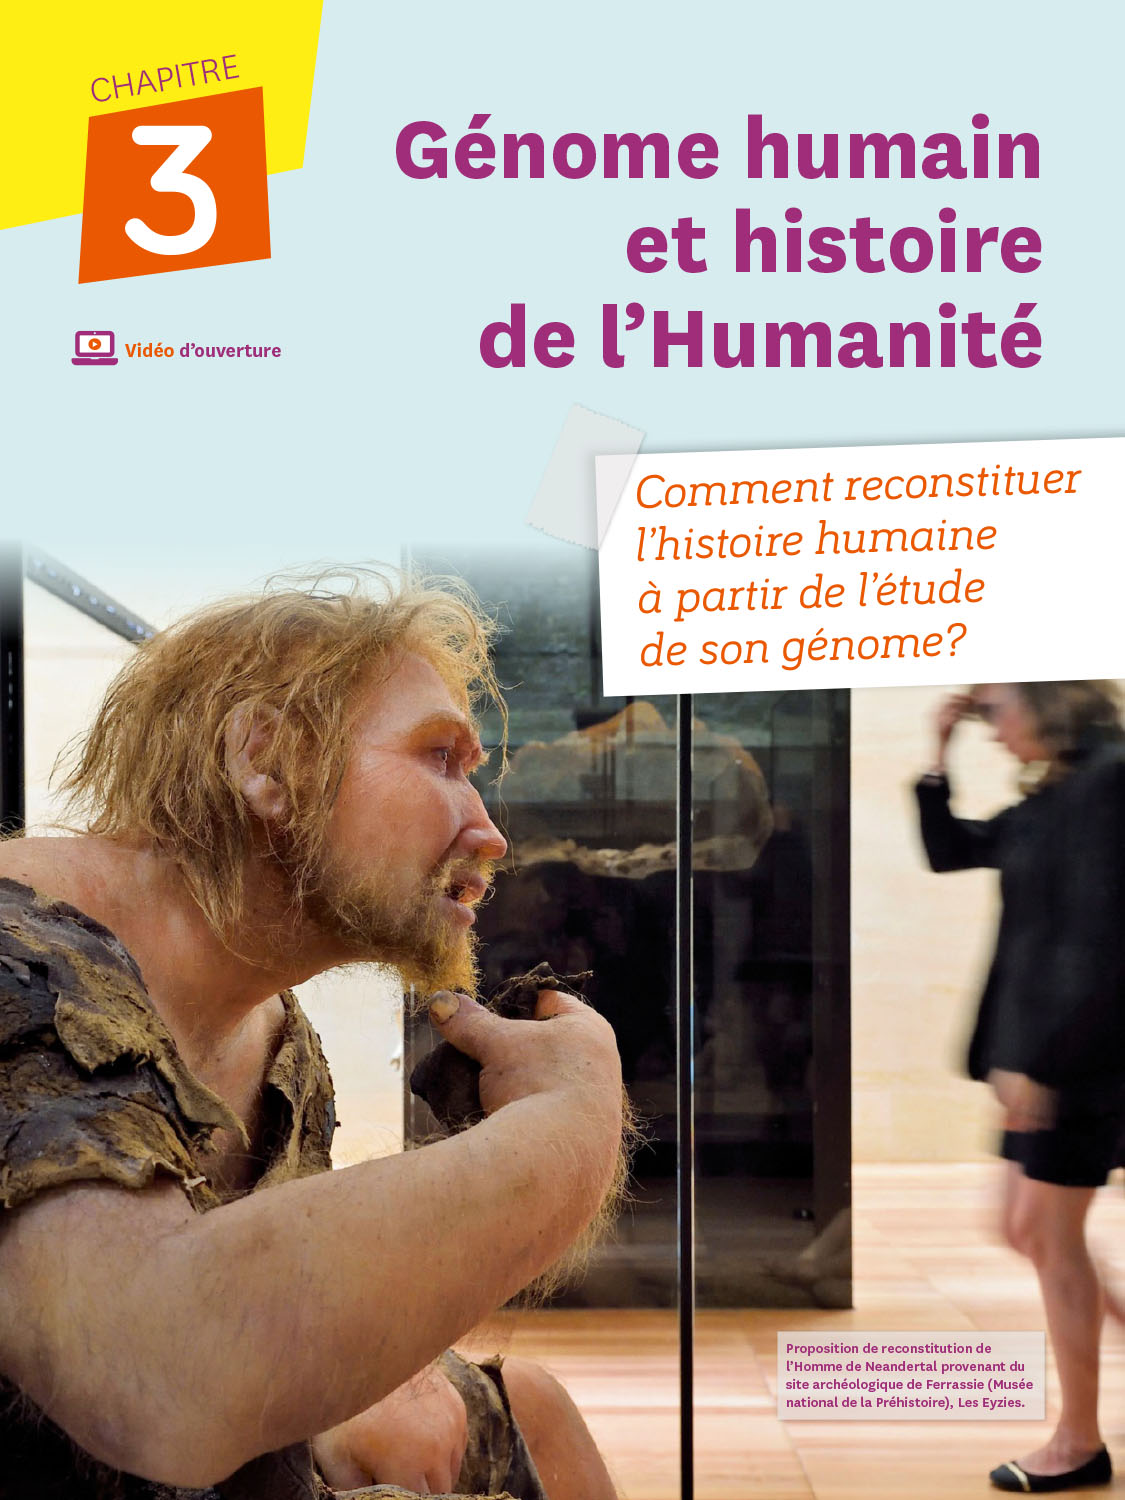 CHAPITRE
3
Génome humain
et histoire
de l’Humanité
Vidéo d’ouverture
Comment reconstituer
l’histoire humaine
à partir de l’étude
de son génome?
Proposition de reconstitution de
l’Homme de Neandertal provenant du
site archéologique de Ferrassie (Musée
national de la Préhistoire), Les Eyzies.